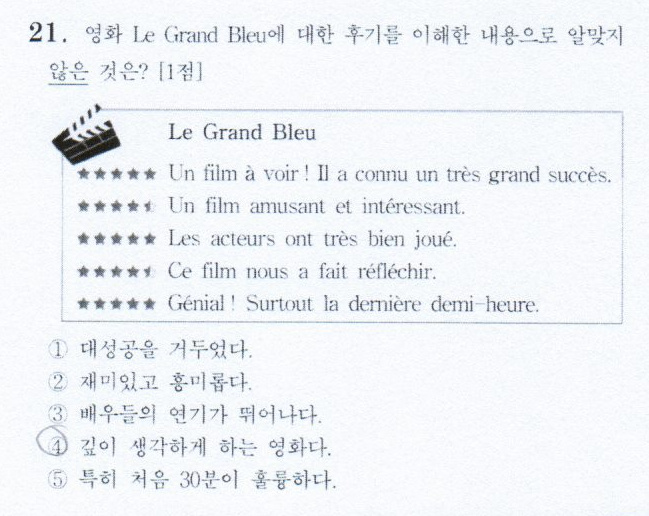 21. 영화 Le Grand Bleu에 대한 후기를 이해한 내용으로 알맞지
않은 것은? [1점]
Le Grand Bleu
★★★★★ Un film à voir ! Il a connu un très grand succès.
★★★★⯨ Un film amusant et intéressant.
★★★★★ Les acteurs ont très bien joué.
★★★★⯨ Ce film nous a fait réfléchir.
★★★★★ Génial ! Surtout la dernière demi-heure.
① 대성공을 거두었다.
② 재미있고 흥미롭다.
③ 배우들의 연기가 뛰어나다.
④ 깊이 생각하게 하는 영화다.
⑤ 특히 처음 30분이 훌륭하다.